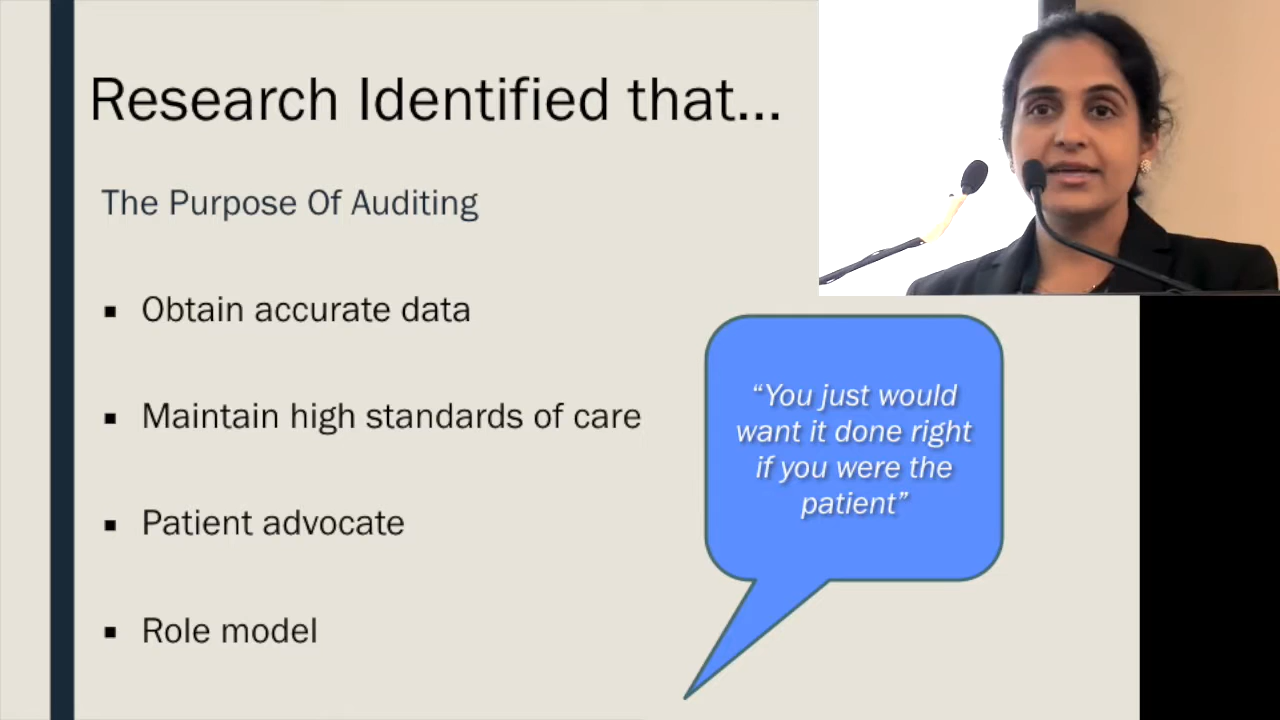 Research Identified that...
The Purpose Of Auditing
▪ Obtain accurate data
▪ Maintain high standards of care
▪ Patient advocate
▪ Role model
“You just would
want it done right
if you were the
patient”